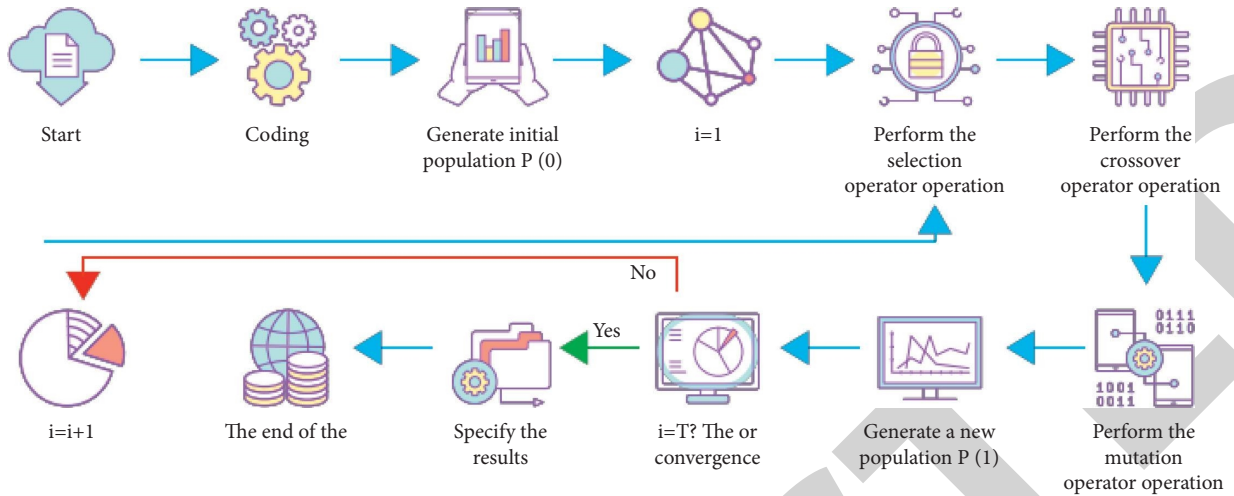 Start
Coding
Generate initial
population P (0)
i=1
Perform the
selection
operator operation
Perform the
crossover
operator operation
No
Yes
0111
0110
1001
0011
i=i+1
The end of the
Specify the
results
i=T? The or
convergence
Generate a new
population P (1)
Perform the
mutation
operator operation